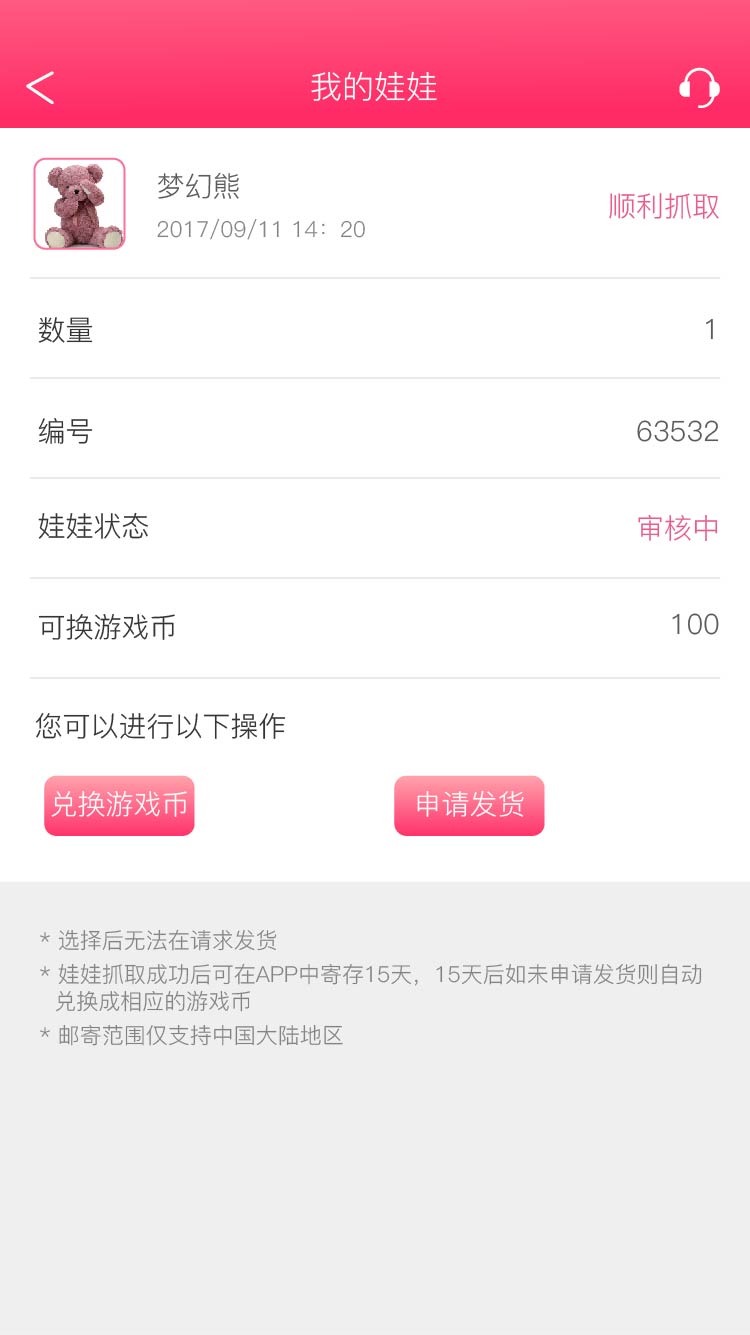 我的娃娃
梦幻熊
2017/09/11 14：20
顺利抓取
数量
1
编号
63532
娃娃状态
审核中
可换游戏币
100
您可以进行以下操作
兑换游戏币
申请发货
* 选择后无法在请求发货
* 娃娃抓取成功后可在APP中寄存15天，15天后如未申请发货则自动
兑换成相应的游戏币
* 邮寄范围仅支持中国大陆地区